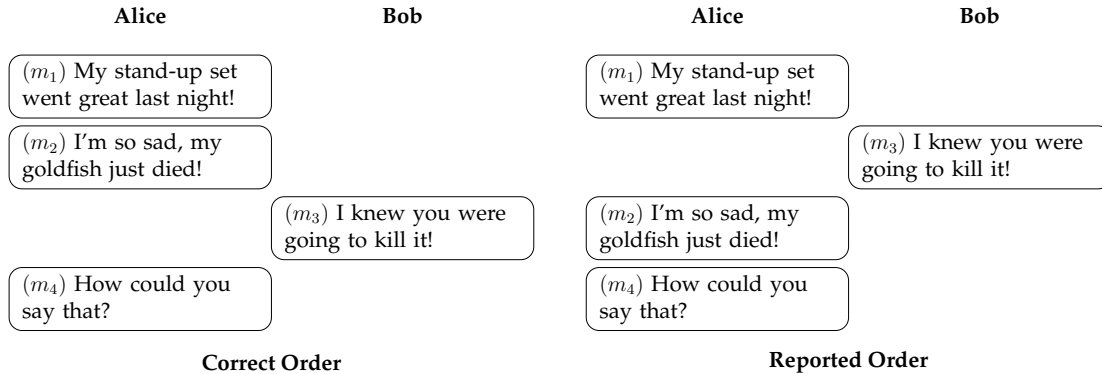 Alice
Bob
(m1) My stand-up set
went great last night!
(m2) I'm so sad, my
goldfish just died!
(m3) I knew you were
going to kill it!
(m4) How could you
say that?
Correct Order
Alice
Bob
(m1) My stand-up set
went great last night!
(m3) I knew you were
going to kill it!
(m2) I'm so sad, my
goldfish just died!
(m4) How could you
say that?
Reported Order